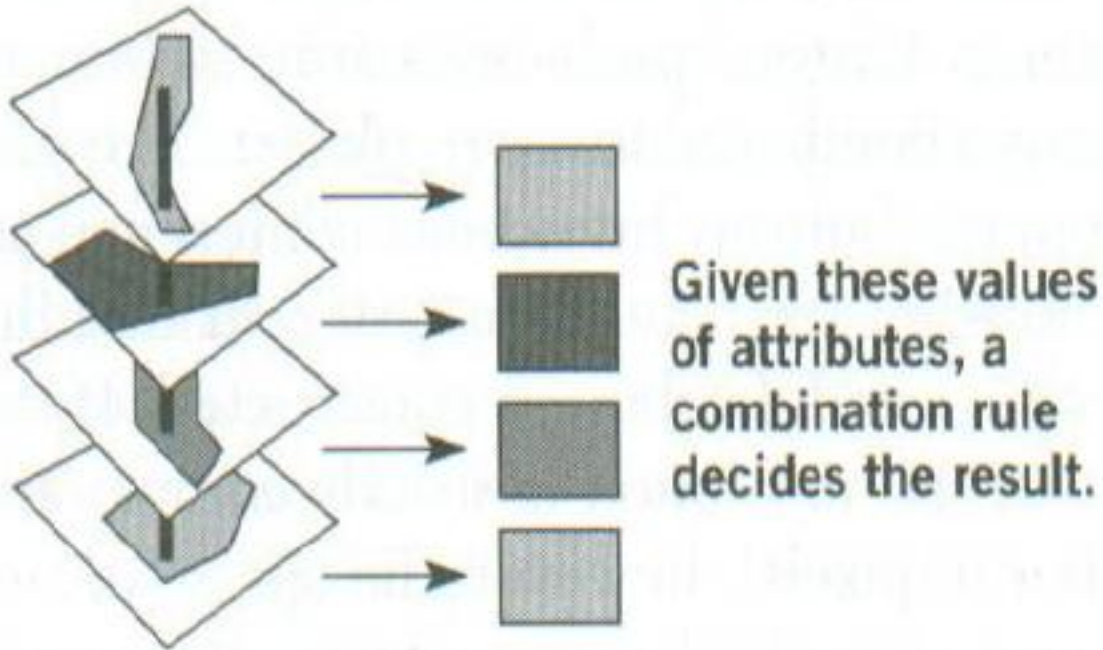 Given these values
of attributes, a
combination rule
decides the result.